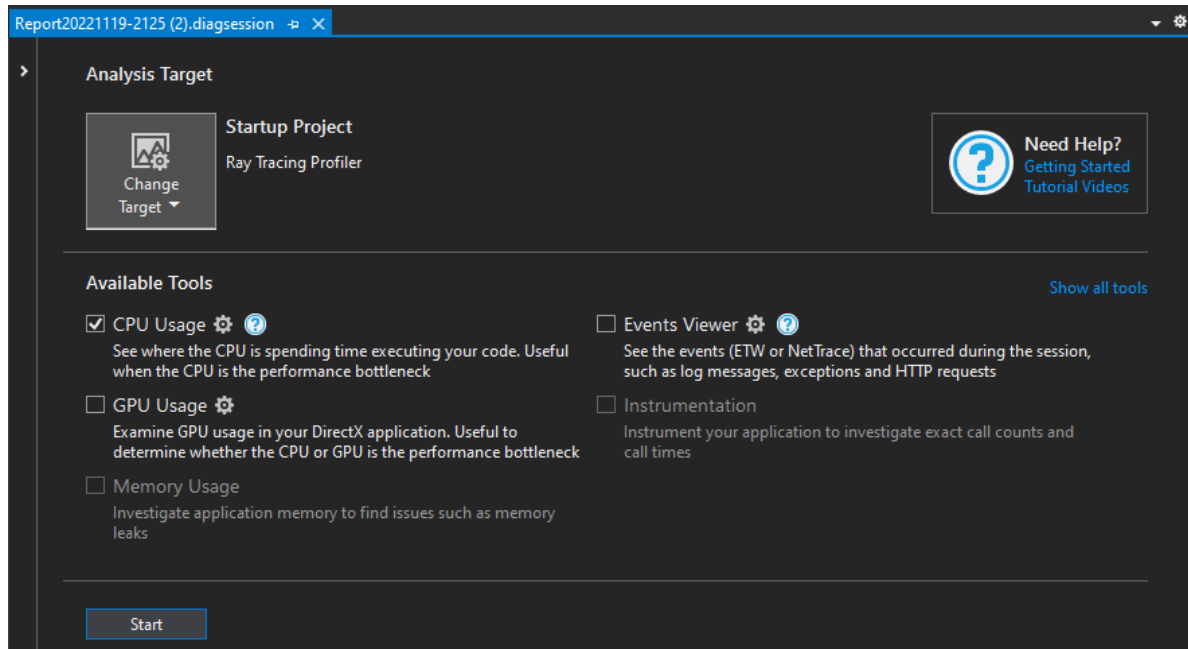 Report20221119-2125 (2).diagsession
Analysis Target
Change
Target
Startup Project
Ray Tracing Profiler
Need Help?
Getting Started
Tutorial Videos
Available Tools
Show all tools
CPU Usage
See where the CPU is spending time executing your code. Useful
when the CPU is the performance bottleneck
GPU Usage
Examine GPU usage in your DirectX application. Useful to
determine whether the CPU or GPU is the performance bottleneck
Memory Usage
Investigate application memory to find issues such as memory
leaks
Events Viewer
See the events (ETW or NetTrace) that occurred during the session,
such as log messages, exceptions and HTTP requests
Instrumentation
Instrument your application to investigate exact call counts and
call times
Start